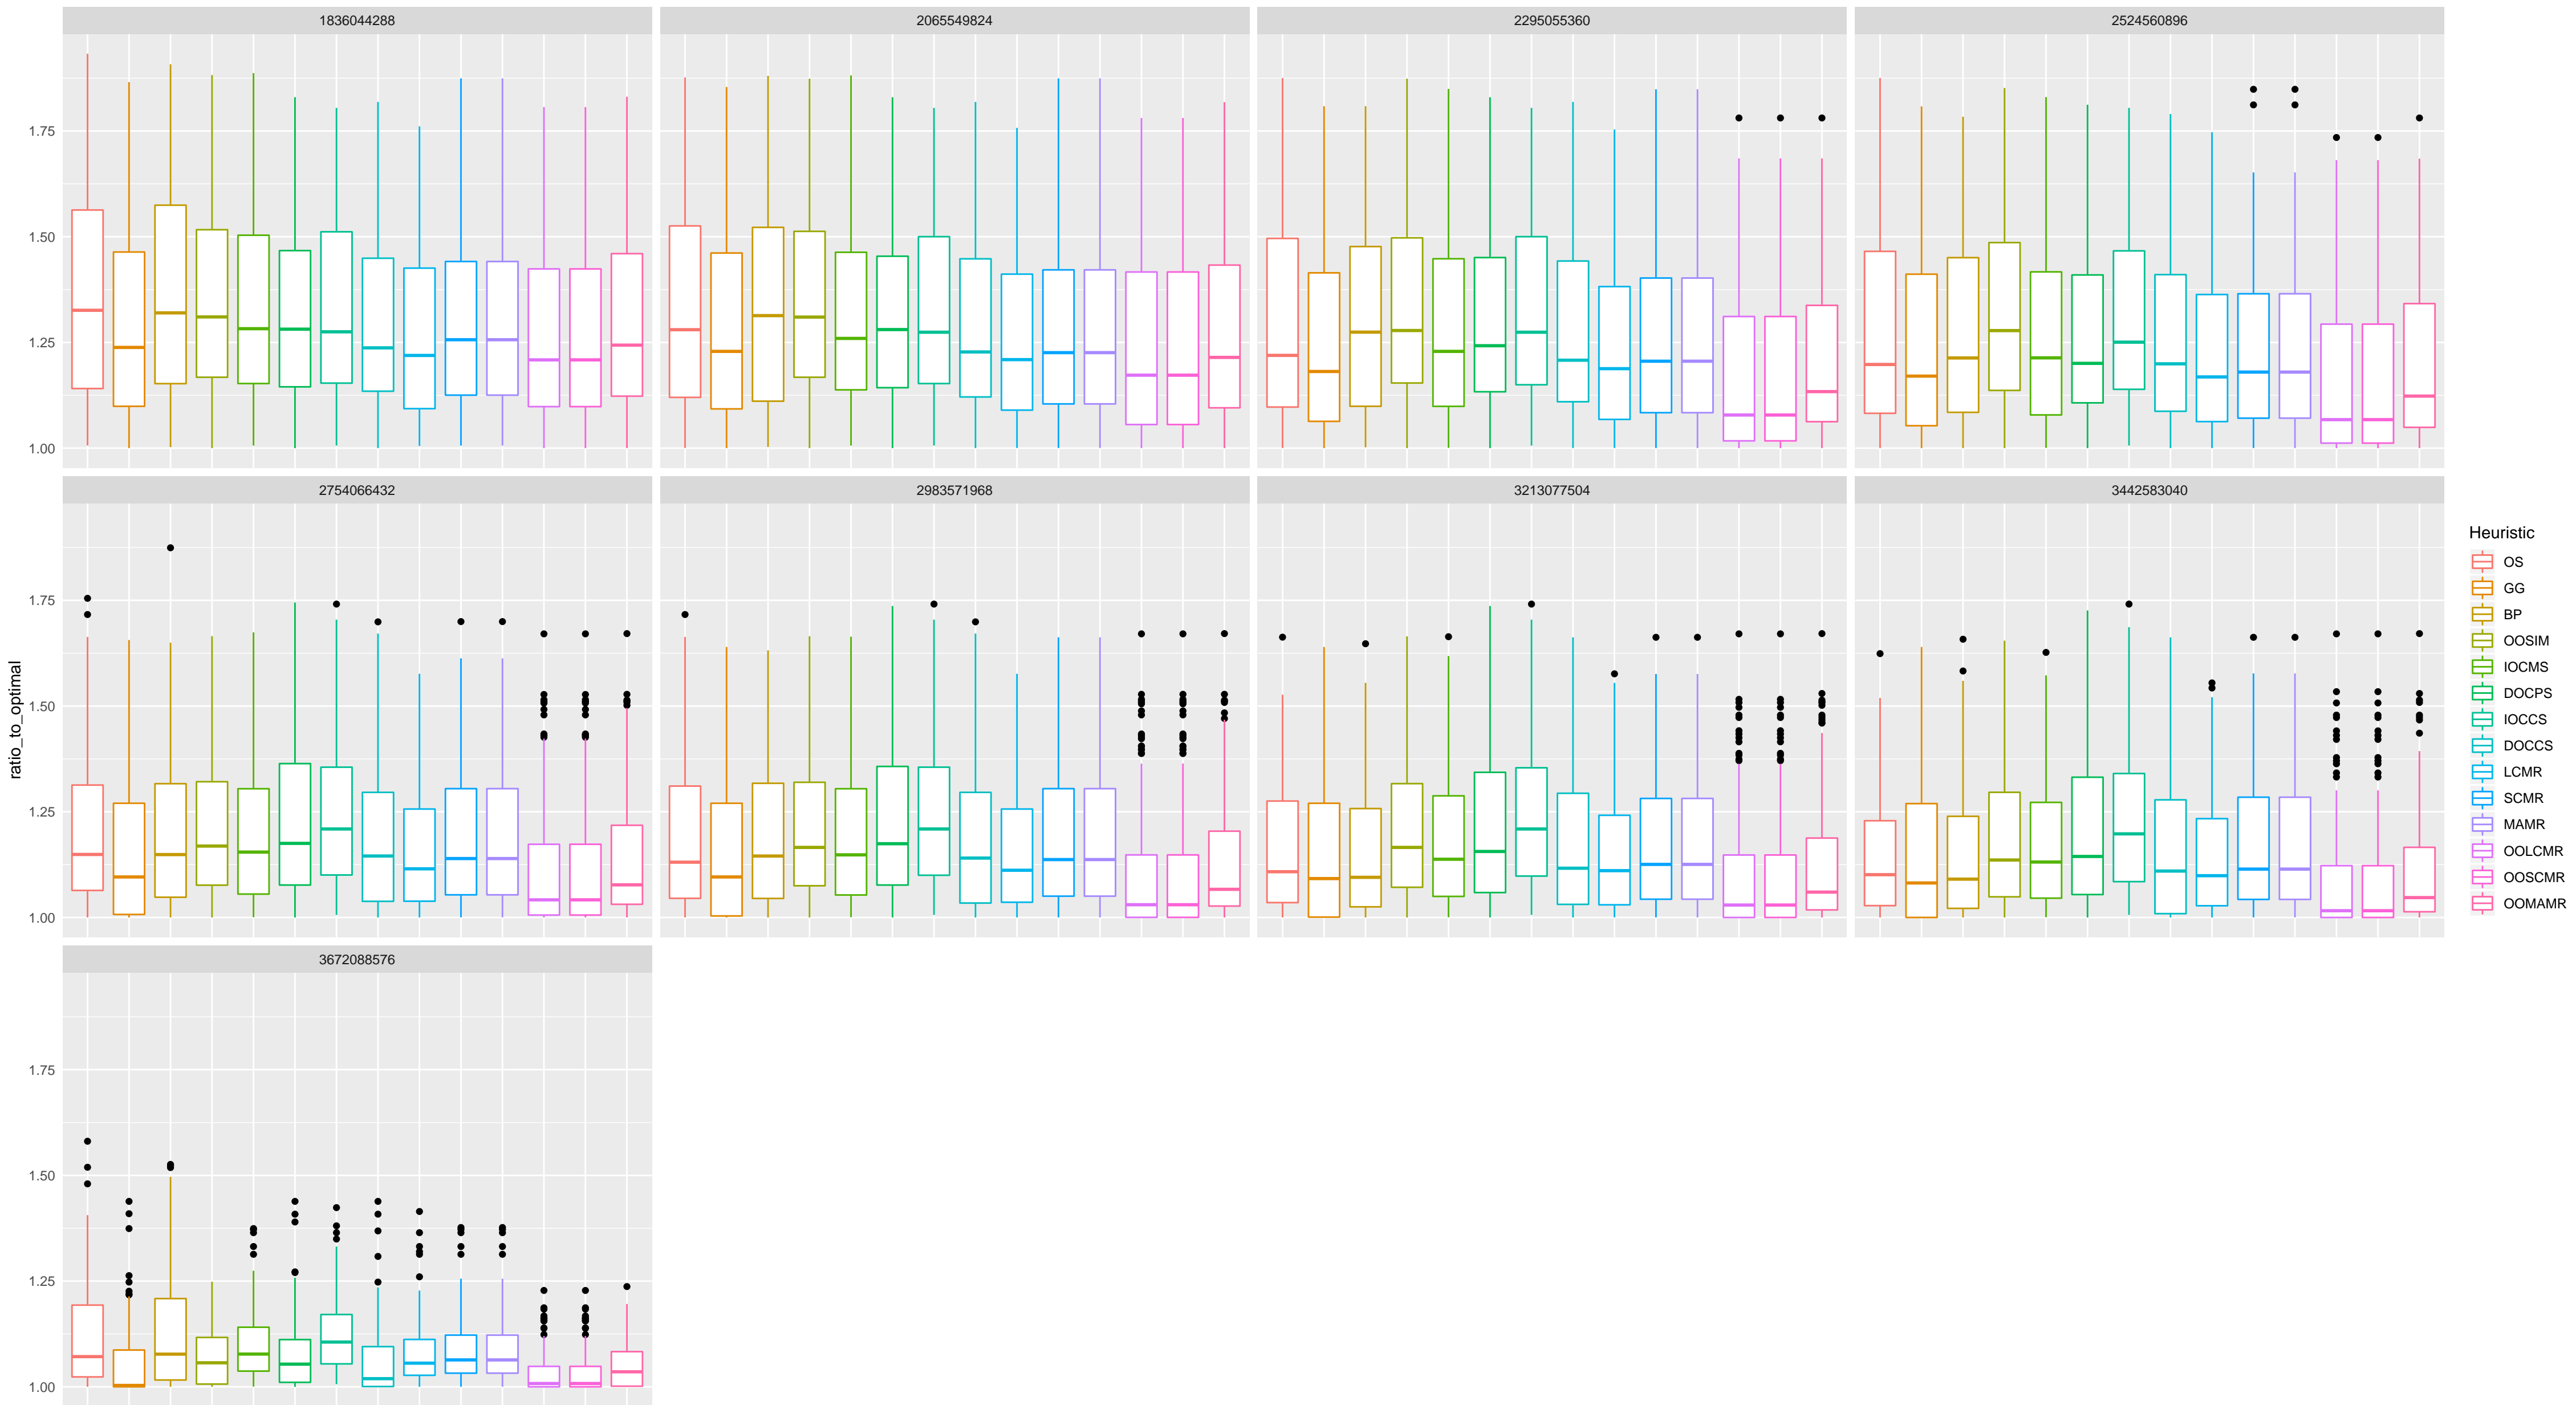 1836044288
2065549824
2295055360
2524560896
1.75
1.50
1.25
1.00
2754066432
2983571968
3213077504
3442583040
1.75
1.50
1.25
1.00
3672088576
1.75
1.50
1.25
1.00
ratio_to_optimal
Heuristic
OS
GG
BP
OOSIM
IOCMS
DOCPS
IOCCS
DOCCS
LCMR
SCMR
MAMR
OOLCMR
OOSCMR
OOMAMR